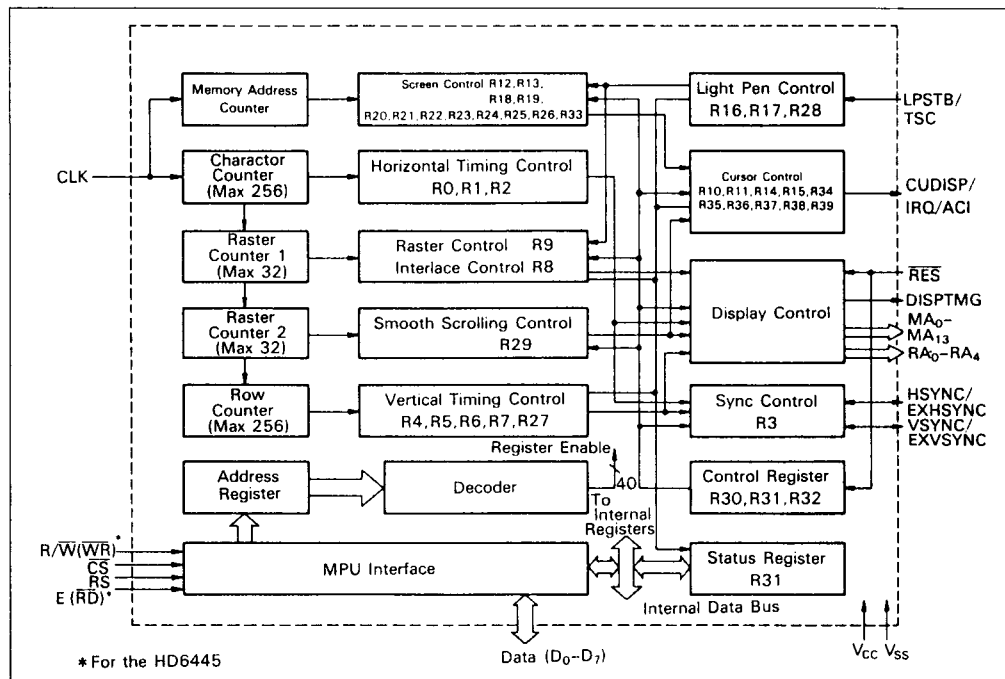 Memory Address
Counter
Screen Control R12,R13,
R18,R19,
R20,R21,R22,R23,R24,R25,R26,R33
Light Pen Control
R16,R17,R28
LPSTB/
TSC
CLK
Charactor
Counter
(Max 256)
Horizontal Timing Control
R0,R1,R2
Cursor Control
R10,R11,R14,R15,R34
R35,R36,R37,R38,R39
CUDISP/
IRQ/ACI
Raster
Counter 1
(Max 32)
Raster Control R9
Interlace Control R8
Display Control
R̅E̅S̅
DISPTMG
MA₀–
MA₁₃
RA₀–RA₄
Raster
Counter 2
(Max 32)
Smooth Scrolling Control
R29
Row
Counter
(Max 256)
Vertical Timing Control
R4,R5,R6,R7,R27
Sync Control
R3
HSYNC/
EXHSYNC
VSYNC/
EXVSYNC
Register Enable
Address
Register
Decoder
40
To
Internal
Registers
Control Register
R30,R31,R32
R/W̅(W̅R̅)*
C̅S̅
RS
E (R̅D̅)*
MPU Interface
Status Register
R31
Internal Data Bus
Data (D₀–D₇)
V_CC V_SS
*For the HD6445